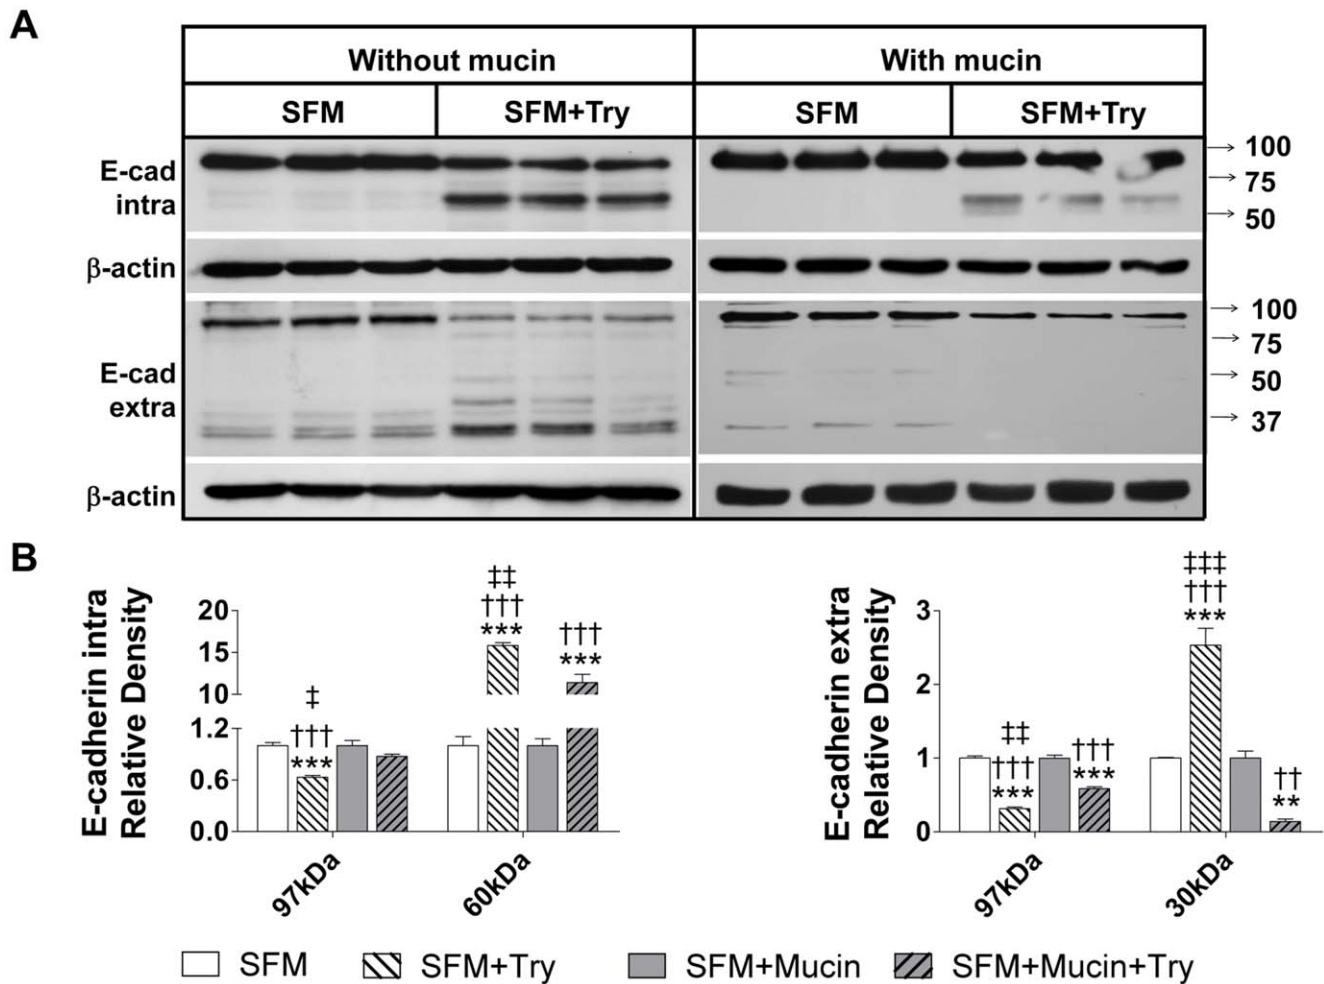 A
Without mucin
With mucin
SFM
SFM+Try
SFM
SFM+Try
E-cad
intra
100
75
50
β-actin
E-cad
extra
100
75
50
37
β-actin
B
E-cadherin intra
Relative Density
20
15
10
1.2
0.6
0.0
‡
†††
***
‡‡
†††
***
†††
***
97kDa
60kDa
E-cadherin extra
Relative Density
3
2
1
0
‡‡
†††
***
†††
***
‡‡‡
†††
***
††
**
97kDa
30kDa
SFM
SFM+Try
SFM+Mucin
SFM+Mucin+Try